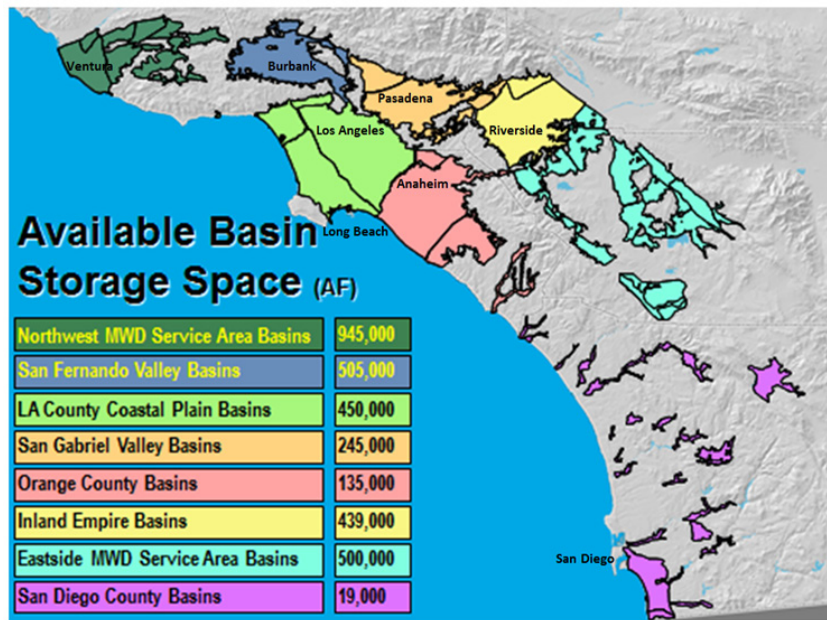 Ventura
Burbank
Pasadena
Los Angeles
Riverside
Anaheim
Long Beach
San Diego
Available Basin
Storage Space (AF)
Northwest MWD Service Area Basins 945,000
San Fernando Valley Basins 505,000
LA County Coastal Plain Basins 450,000
San Gabriel Valley Basins 245,000
Orange County Basins 135,000
Inland Empire Basins 439,000
Eastside MWD Service Area Basins 500,000
San Diego County Basins 19,000